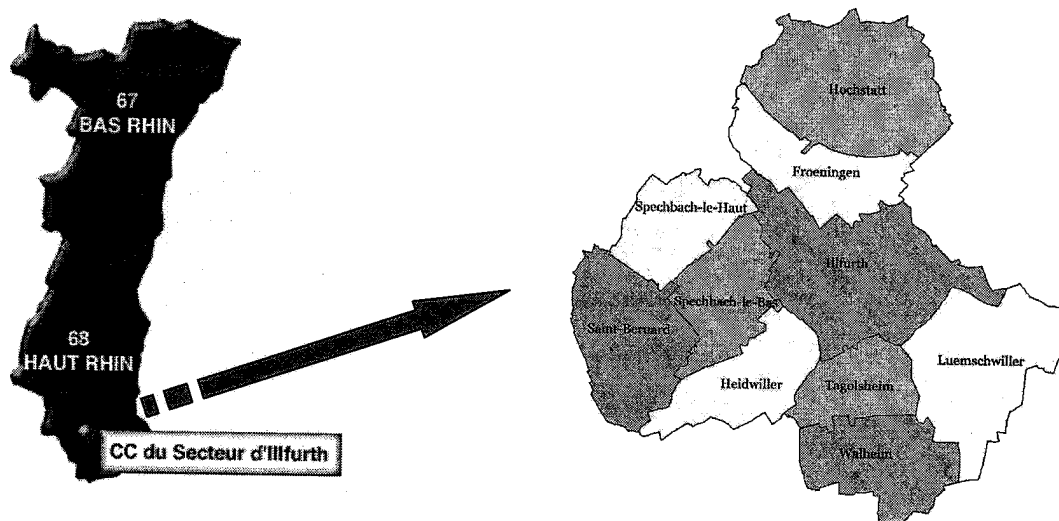 67
BAS RHIN
68
HAUT RHIN
CC du Secteur d'Illfurth
Hochstatt
Froeningen
Spechbach-le-Haut
Illfurth
Spechbach-le-Bas
Saint-Bernard
Luemschwiller
Heidwiller
Tagolsheim
Walheim